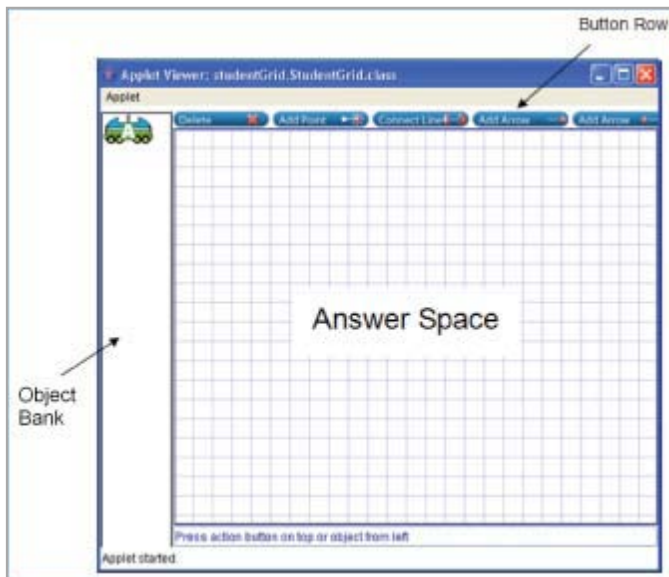 Button Row
Applet Viewer: studentGrid.StudentGrid.class
Applet
A
Delete
Add Point
Connect Line
Add Arrow
Add Arrow
Answer Space
Object
Bank
Press action button on top or object from left
Applet started.